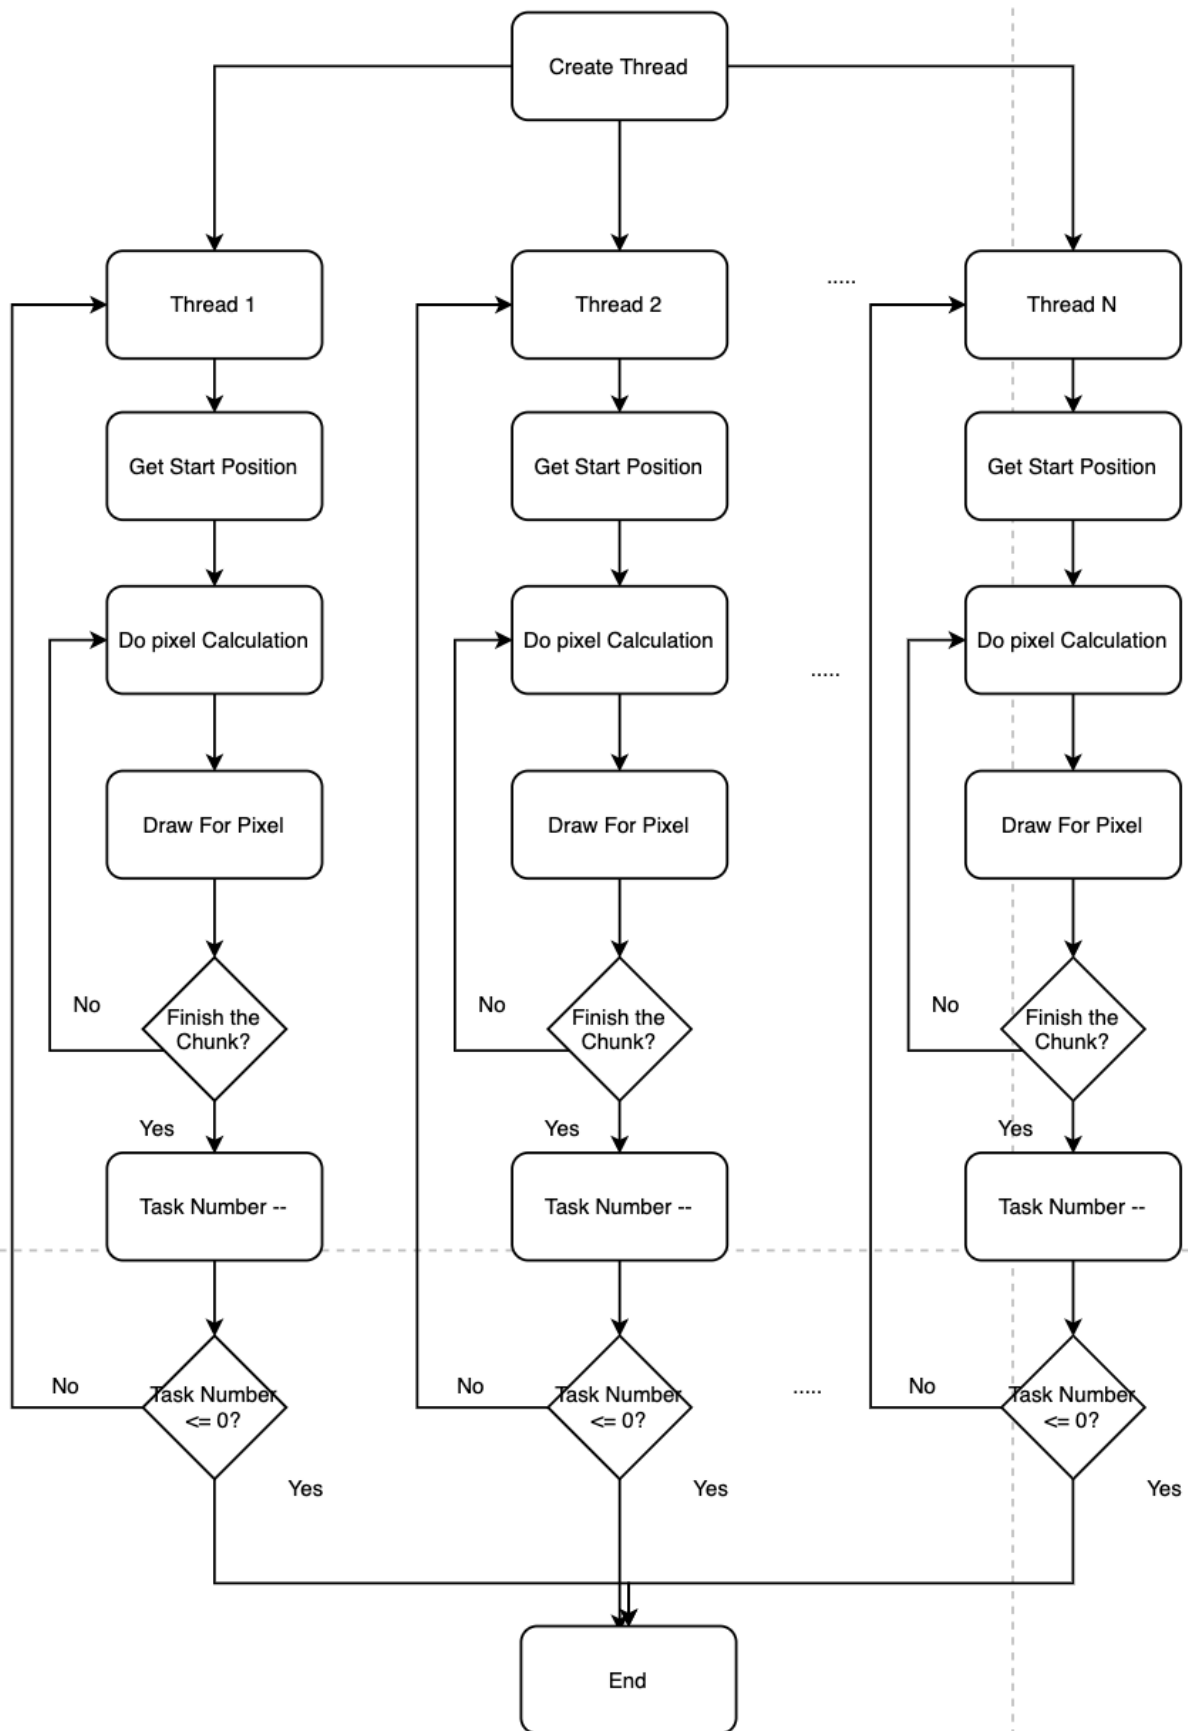 Create Thread
Thread 1
Thread 2
.....
Thread N
Get Start Position
Get Start Position
Get Start Position
Do pixel Calculation
Do pixel Calculation
.....
Do pixel Calculation
Draw For Pixel
Draw For Pixel
Draw For Pixel
No
Finish the
Chunk?
No
Finish the
Chunk?
No
Finish the
Chunk?
Yes
Yes
Yes
Task Number --
Task Number --
Task Number --
No
Task Number
<= 0?
No
Task Number
<= 0?
.....
No
Task Number
<= 0?
Yes
Yes
Yes
End